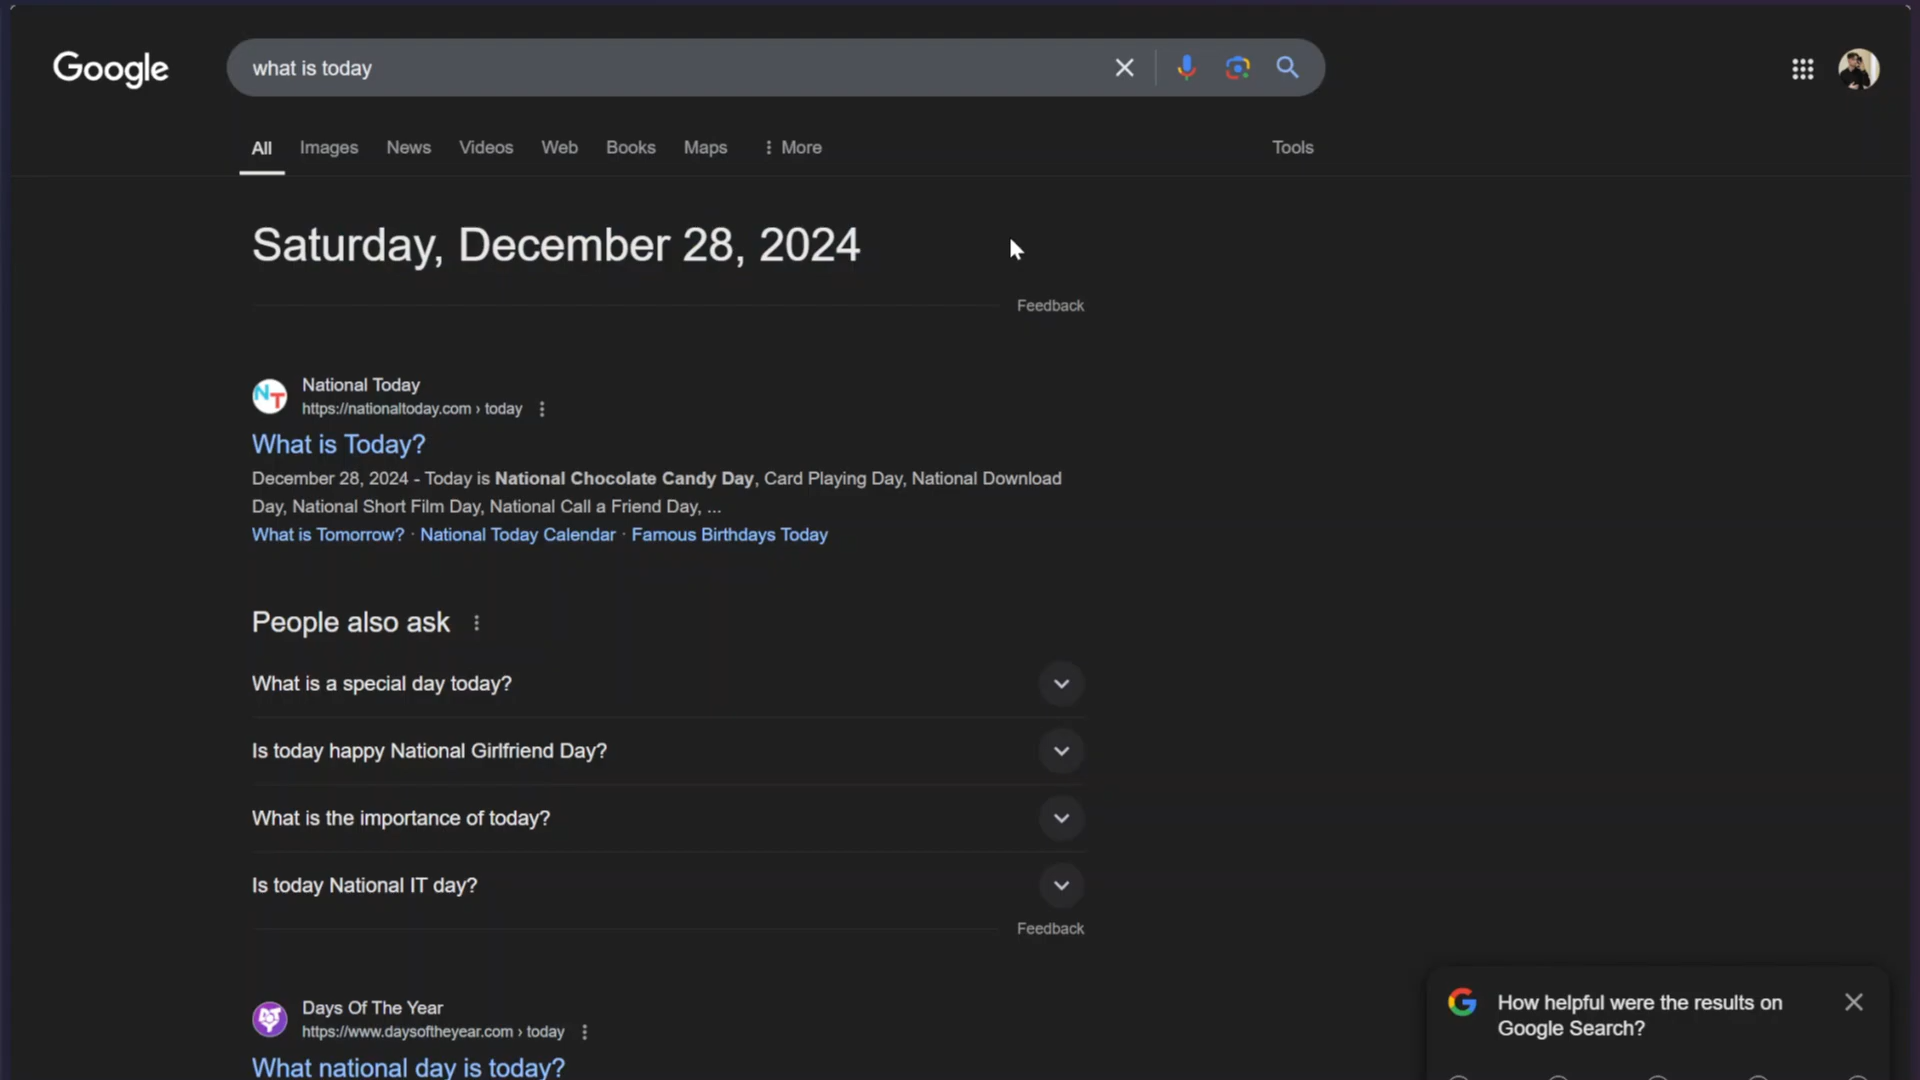 Google
what is today
All Images News Videos Web Books Maps More Tools
Saturday, December 28, 2024
Feedback
National Today
https://nationaltoday.com › today
What is Today?
December 28, 2024 - Today is National Chocolate Candy Day, Card Playing Day, National Download
Day, National Short Film Day, National Call a Friend Day, ...
What is Tomorrow? · National Today Calendar · Famous Birthdays Today
People also ask
What is a special day today?
Is today happy National Girlfriend Day?
What is the importance of today?
Is today National IT day?
Feedback
Days Of The Year
https://www.daysoftheyear.com › today
What national day is today?
How helpful were the results on
Google Search?